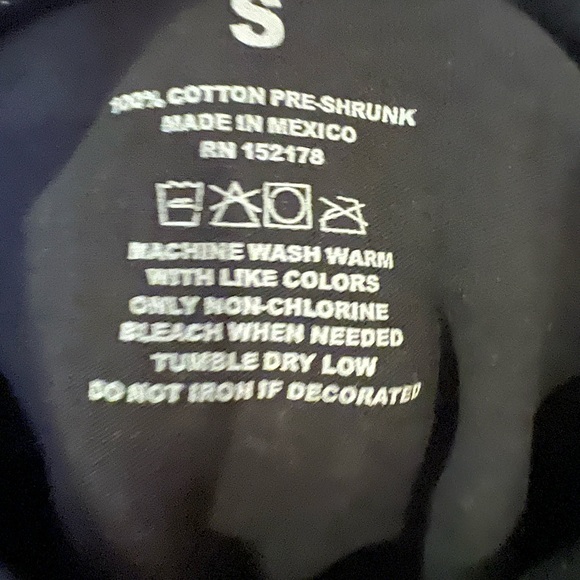 S
100% COTTON PRE-SHRUNK
MADE IN MEXICO
RN 152178
MACHINE WASH WARM
WITH LIKE COLORS
ONLY NON-CHLORINE
BLEACH WHEN NEEDED
TUMBLE DRY LOW
DO NOT IRON IF DECORATED